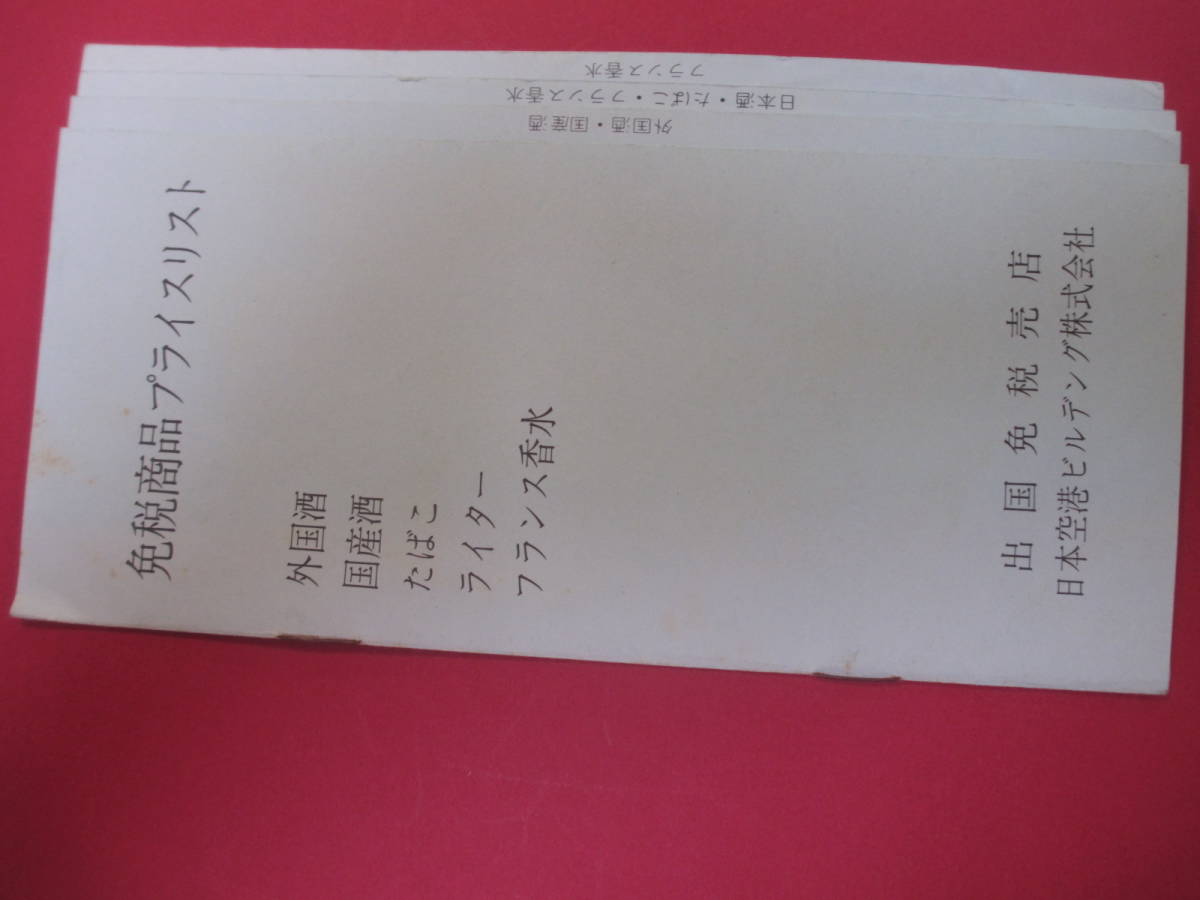 免税商品プライスリスト
外国酒
国産酒
たばこ
ライター
フランス香水
出国免税売店
日本空港ビルデング株式会社
外国酒・国産酒
日本酒・たばこ・フランス香水
フランス香水